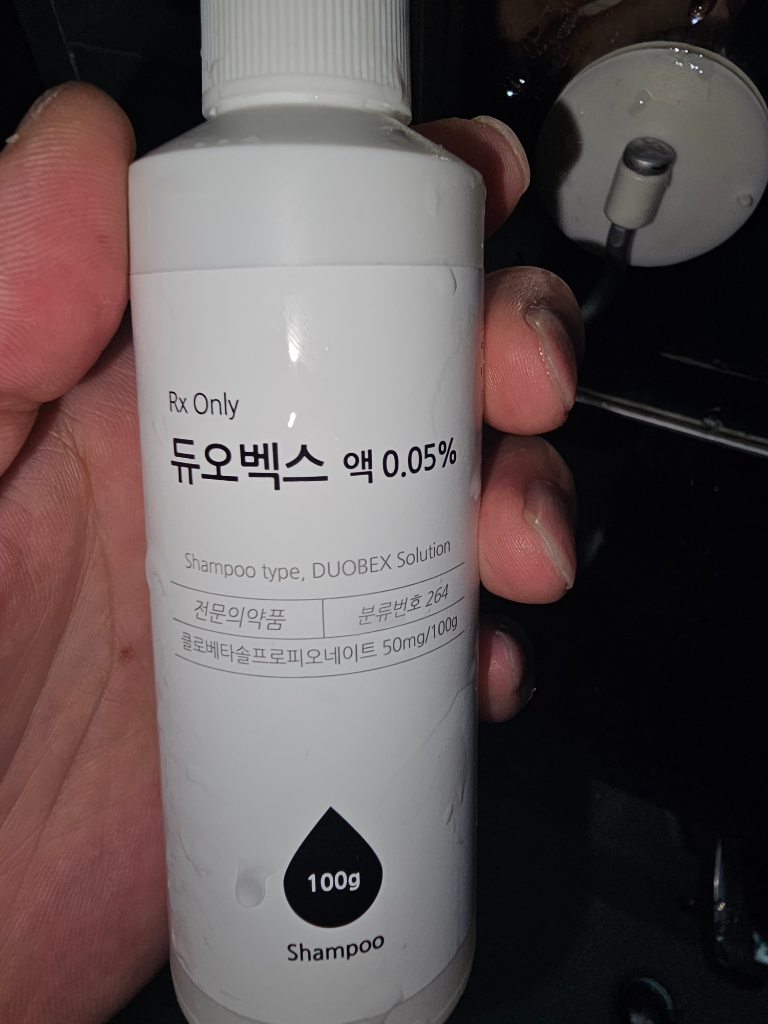 Rx Only
듀오벡스 액 0.05%
Shampoo type, DUOBEX Solution
전문의약품 분류번호 264
클로베타솔프로피오네이트 50mg/100g
100g
Shampoo